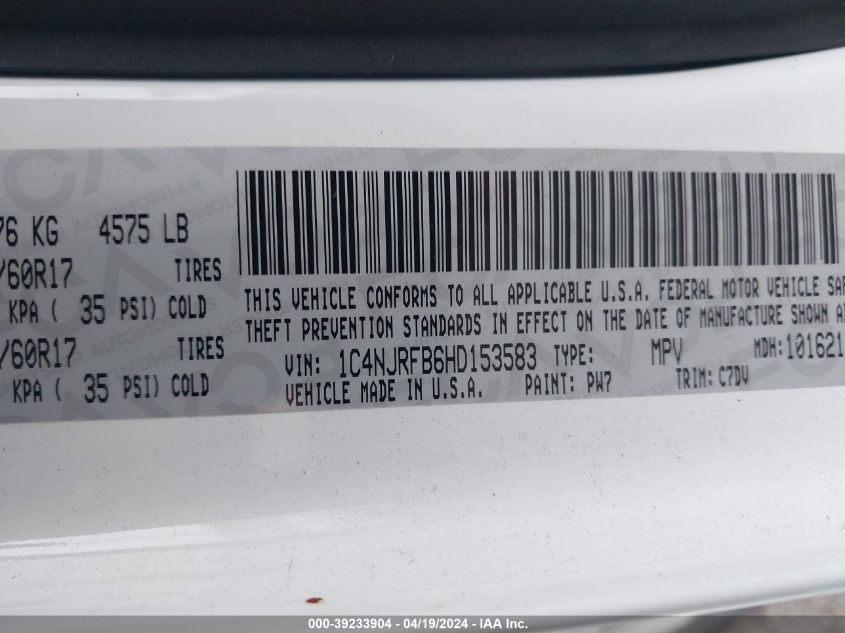 76 KG 4575 LB
/60R17 TIRES
KPA ( 35 PSI) COLD
/60R17 TIRES
KPA ( 35 PSI) COLD
THIS VEHICLE CONFORMS TO ALL APPLICABLE U.S.A. FEDERAL MOTOR VEHICLE SAF
THEFT PREVENTION STANDARDS IN EFFECT ON THE DATE OF MANUFACTURE SHOWN A
VIN: 1C4NJRFB6HD153583 TYPE: MPV MDH:101621
VEHICLE MADE IN U.S.A. PAINT: PW7 TRIM: C7DV
000-39233904 - 04/19/2024 - IAA Inc.